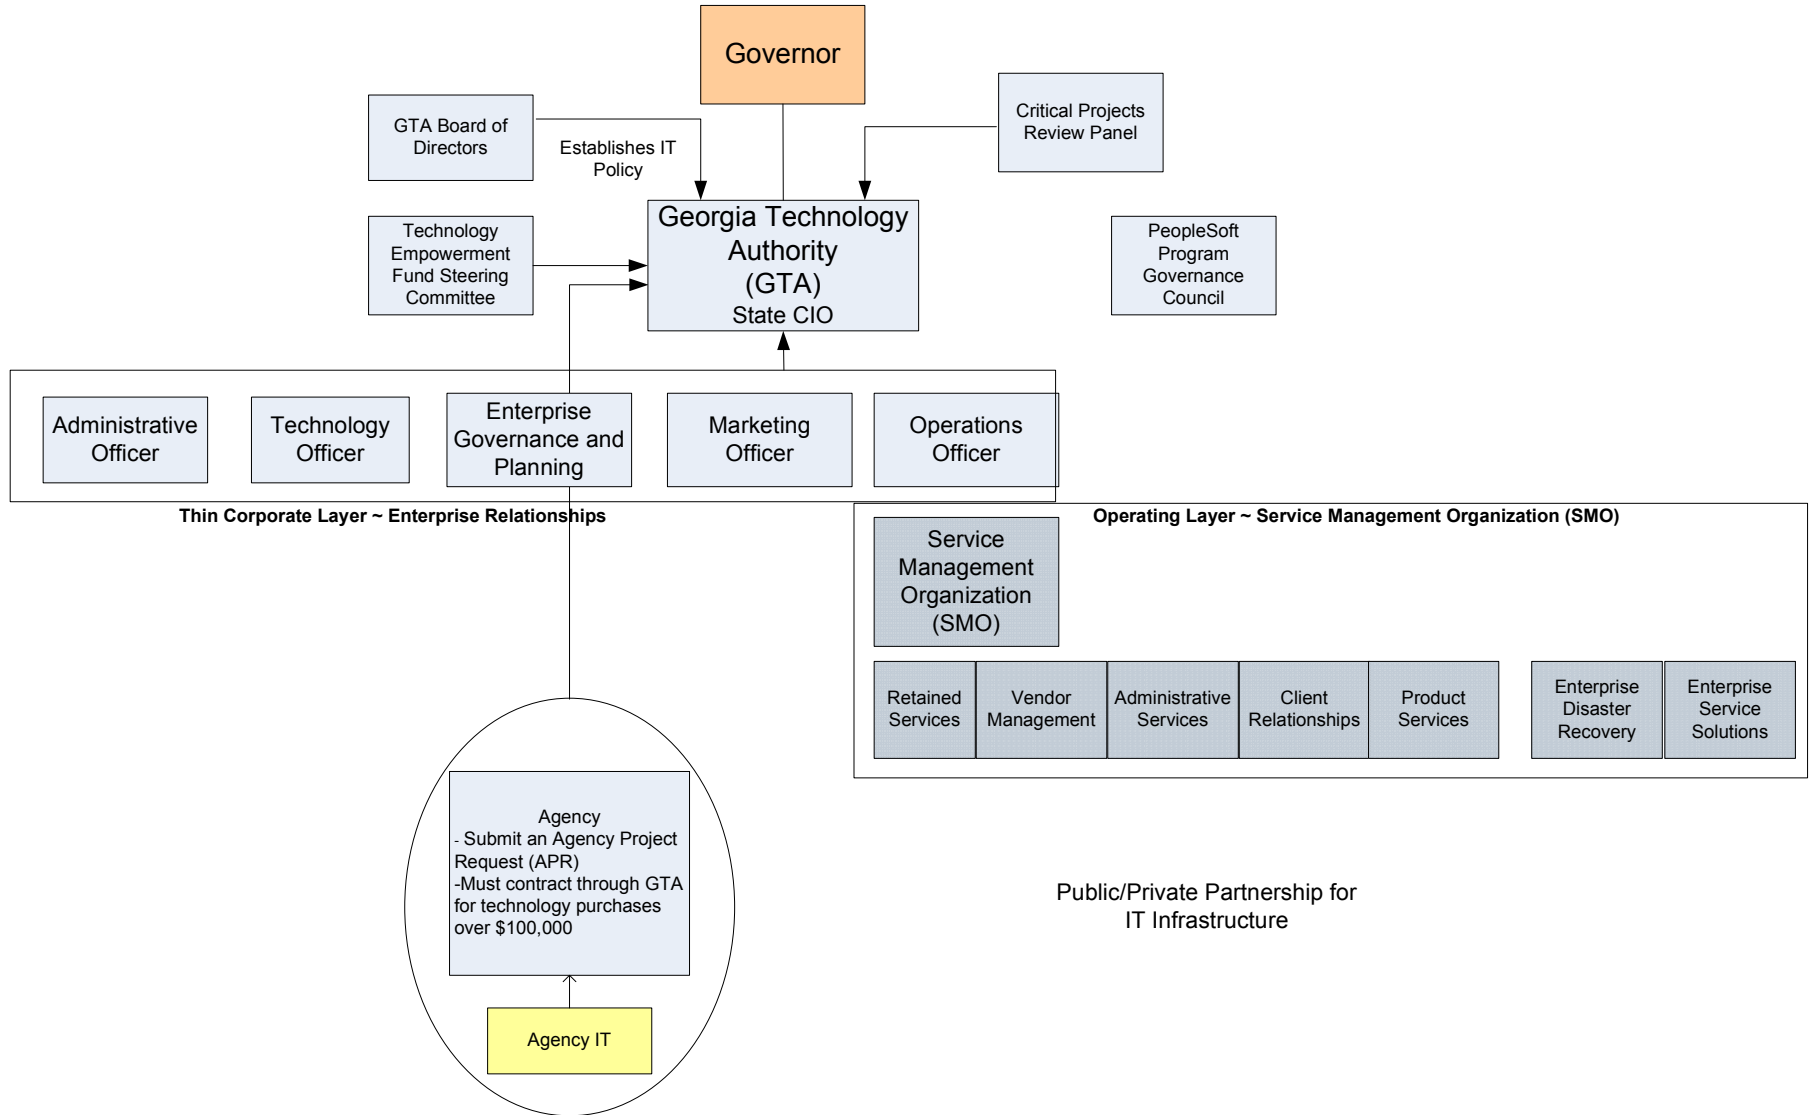 Governor
GTA Board of
Directors
Establishes IT
Policy
Critical Projects
Review Panel
Technology
Empowerment
Fund Steering
Committee
Georgia Technology
Authority
(GTA)
State CIO
PeopleSoft
Program
Governance
Council
Administrative
Officer
Technology
Officer
Enterprise
Governance and
Planning
Marketing
Officer
Operations
Officer
Thin Corporate Layer ~ Enterprise Relationships
Operating Layer ~ Service Management Organization (SMO)
Service
Management
Organization
(SMO)
Retained
Services
Vendor
Management
Administrative
Services
Client
Relationships
Product
Services
Enterprise
Disaster
Recovery
Enterprise
Service
Solutions
Agency
- Submit an Agency Project
Request (APR)
-Must contract through GTA
for technology purchases
over $100,000
Agency IT
Public/Private Partnership for
IT Infrastructure